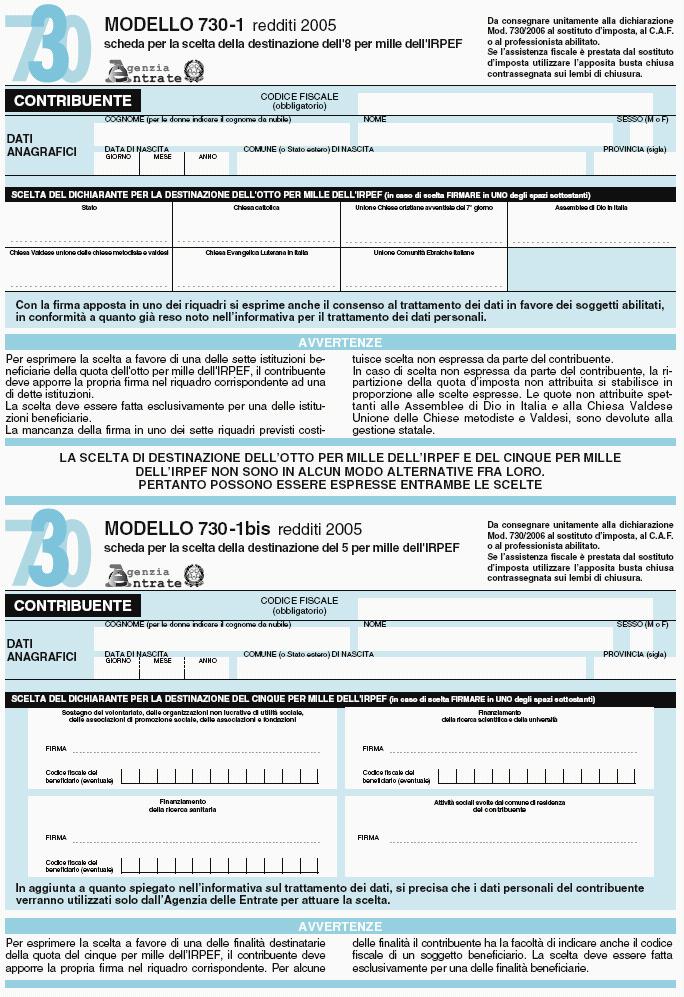 730
MODELLO 730-1 redditi 2005
scheda per la scelta della destinazione dell'8 per mille dell'IRPEF
Agenzia
Entrate
Da consegnare unitamente alla dichiarazione
Mod. 730/2006 al sostituto d'imposta, al C.A.F.
o al professionista abilitato.
Se l'assistenza fiscale è prestata dal sostituto
d'imposta utilizzare l'apposita busta chiusa
contrassegnata sui lembi di chiusura.
CONTRIBUENTE
CODICE FISCALE
(obbligatorio)
DATI
ANAGRAFICI
COGNOME (per le donne indicare il cognome da nubile)
NOME
SESSO (M o F)
DATA DI NASCITA
GIORNO MESE ANNO
COMUNE (o Stato estero) DI NASCITA
PROVINCIA (sigla)
SCELTA DEL DICHIARANTE PER LA DESTINAZIONE DELL'OTTO PER MILLE DELL'IRPEF (in caso di scelta FIRMARE in UNO degli spazi sottostanti)
Stato
Chiesa cattolica
Unione Chiese cristiane avventiste del 7° giorno
Assemblee di Dio in Italia
Chiesa Valdese unione delle chiese metodiste e valdesi
Chiesa Evangelica Luterana in Italia
Unione Comunità Ebraiche Italiane
Con la firma apposta in uno dei riquadri si esprime anche il consenso al trattamento dei dati in favore dei soggetti abilitati,
in conformità a quanto già reso noto nell'informativa per il trattamento dei dati personali.
AVVERTENZE
Per esprimere la scelta a favore di una delle sette istituzioni be-
neficiarie della quota dell'otto per mille dell'IRPEF, il contribuente
deve apporre la propria firma nel riquadro corrispondente ad una
di dette istituzioni.
La scelta deve essere fatta esclusivamente per una delle istitu-
zioni beneficiarie.
La mancanza della firma in uno dei sette riquadri previsti costi-
tuisce scelta non espressa da parte del contribuente.
In caso di scelta non espressa da parte del contribuente, la ri-
partizione della quota d'imposta non attribuita si stabilisce in
proporzione alle scelte espresse. Le quote non attribuite spet-
tanti alle Assemblee di Dio in Italia e alla Chiesa Valdese
Unione delle Chiese metodiste e Valdesi, sono devolute alla
gestione statale.
LA SCELTA DI DESTINAZIONE DELL'OTTO PER MILLE DELL'IRPEF E DEL CINQUE PER MILLE
DELL'IRPEF NON SONO IN ALCUN MODO ALTERNATIVE FRA LORO.
PERTANTO POSSONO ESSERE ESPRESSE ENTRAMBE LE SCELTE
730
MODELLO 730-1bis redditi 2005
scheda per la scelta della destinazione del 5 per mille dell'IRPEF
Agenzia
Entrate
Da consegnare unitamente alla dichiarazione
Mod. 730/2006 al sostituto d'imposta, al C.A.F.
o al professionista abilitato.
Se l'assistenza fiscale è prestata dal sostituto
d'imposta utilizzare l'apposita busta chiusa
contrassegnata sui lembi di chiusura.
CONTRIBUENTE
CODICE FISCALE
(obbligatorio)
DATI
ANAGRAFICI
COGNOME (per le donne indicare il cognome da nubile)
NOME
SESSO (M o F)
DATA DI NASCITA
GIORNO MESE ANNO
COMUNE (o Stato estero) DI NASCITA
PROVINCIA (sigla)
SCELTA DEL DICHIARANTE PER LA DESTINAZIONE DEL CINQUE PER MILLE DELL'IRPEF (in caso di scelta FIRMARE in UNO degli spazi sottostanti)
Sostegno del volontariato, delle organizzazioni non lucrative di utilità sociale,
delle associazioni di promozione sociale, delle associazioni e fondazioni
FIRMA
Codice fiscale del
beneficiario (eventuale)
Finanziamento
della ricerca scientifica e della università
FIRMA
Codice fiscale del
beneficiario (eventuale)
Finanziamento
della ricerca sanitaria
FIRMA
Codice fiscale del
beneficiario (eventuale)
Attività sociali svolte dal comune di residenza
del contribuente
FIRMA
In aggiunta a quanto spiegato nell'informativa sul trattamento dei dati, si precisa che i dati personali del contribuente
verranno utilizzati solo dall'Agenzia delle Entrate per attuare la scelta.
AVVERTENZE
Per esprimere la scelta a favore di una delle finalità destinatarie
della quota del cinque per mille dell'IRPEF, il contribuente deve
apporre la propria firma nel riquadro corrispondente. Per alcune
delle finalità il contribuente ha la facoltà di indicare anche il codice
fiscale di un soggetto beneficiario. La scelta deve essere fatta
esclusivamente per una delle finalità beneficiarie.